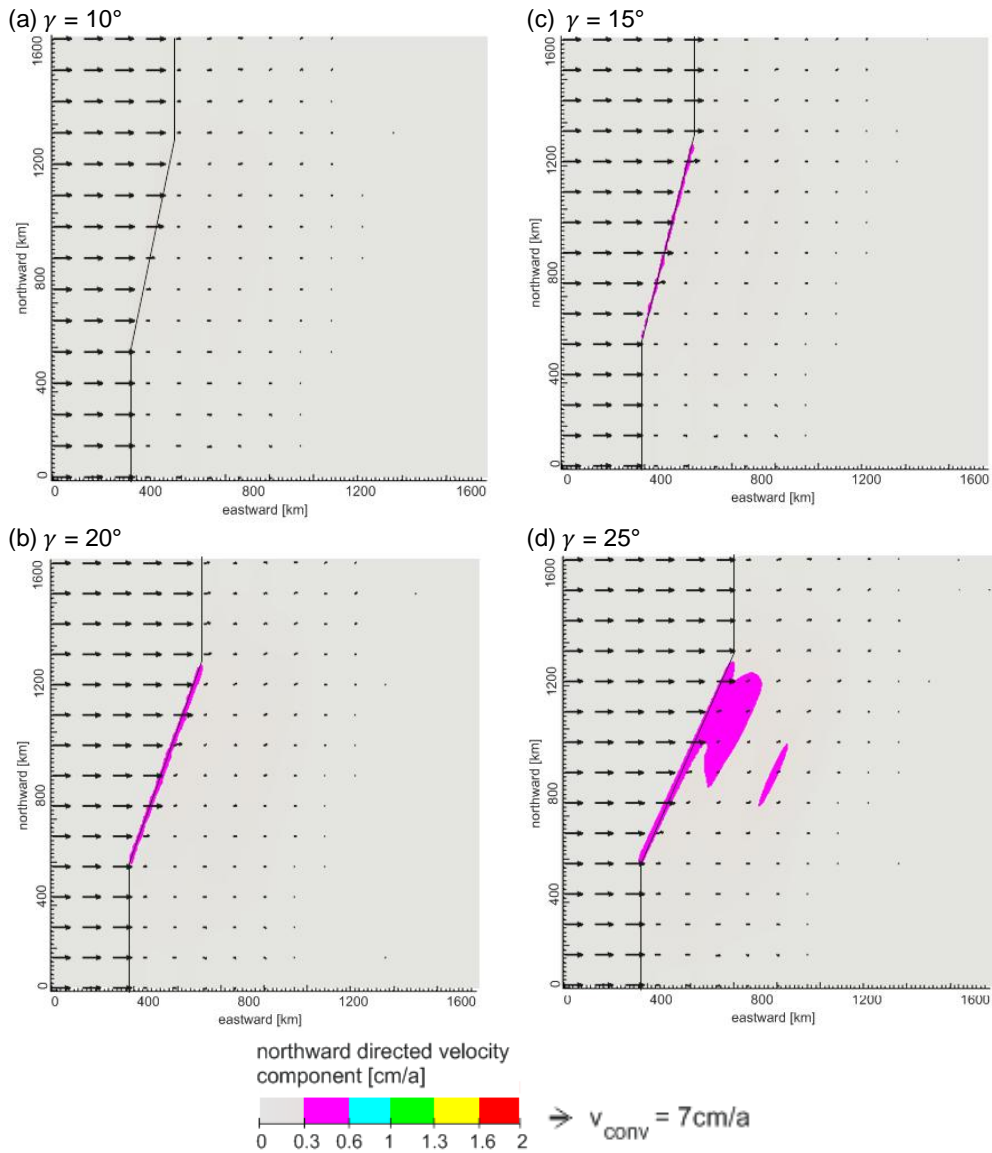 (a) γ = 10°
1600
1200
800
400
0
northward [km]
0 400 800 1200 1600
eastward [km]
(c) γ = 15°
1600
1200
800
400
0
northward [km]
0 400 800 1200 1600
eastward [km]
(b) γ = 20°
1600
1200
800
400
0
northward [km]
0 400 800 1200 1600
eastward [km]
(d) γ = 25°
1600
1200
800
400
0
northward [km]
0 400 800 1200 1600
eastward [km]
northward directed velocity
component [cm/a]
0 0.3 0.6 1 1.3 1.6 2
v_conv = 7cm/a